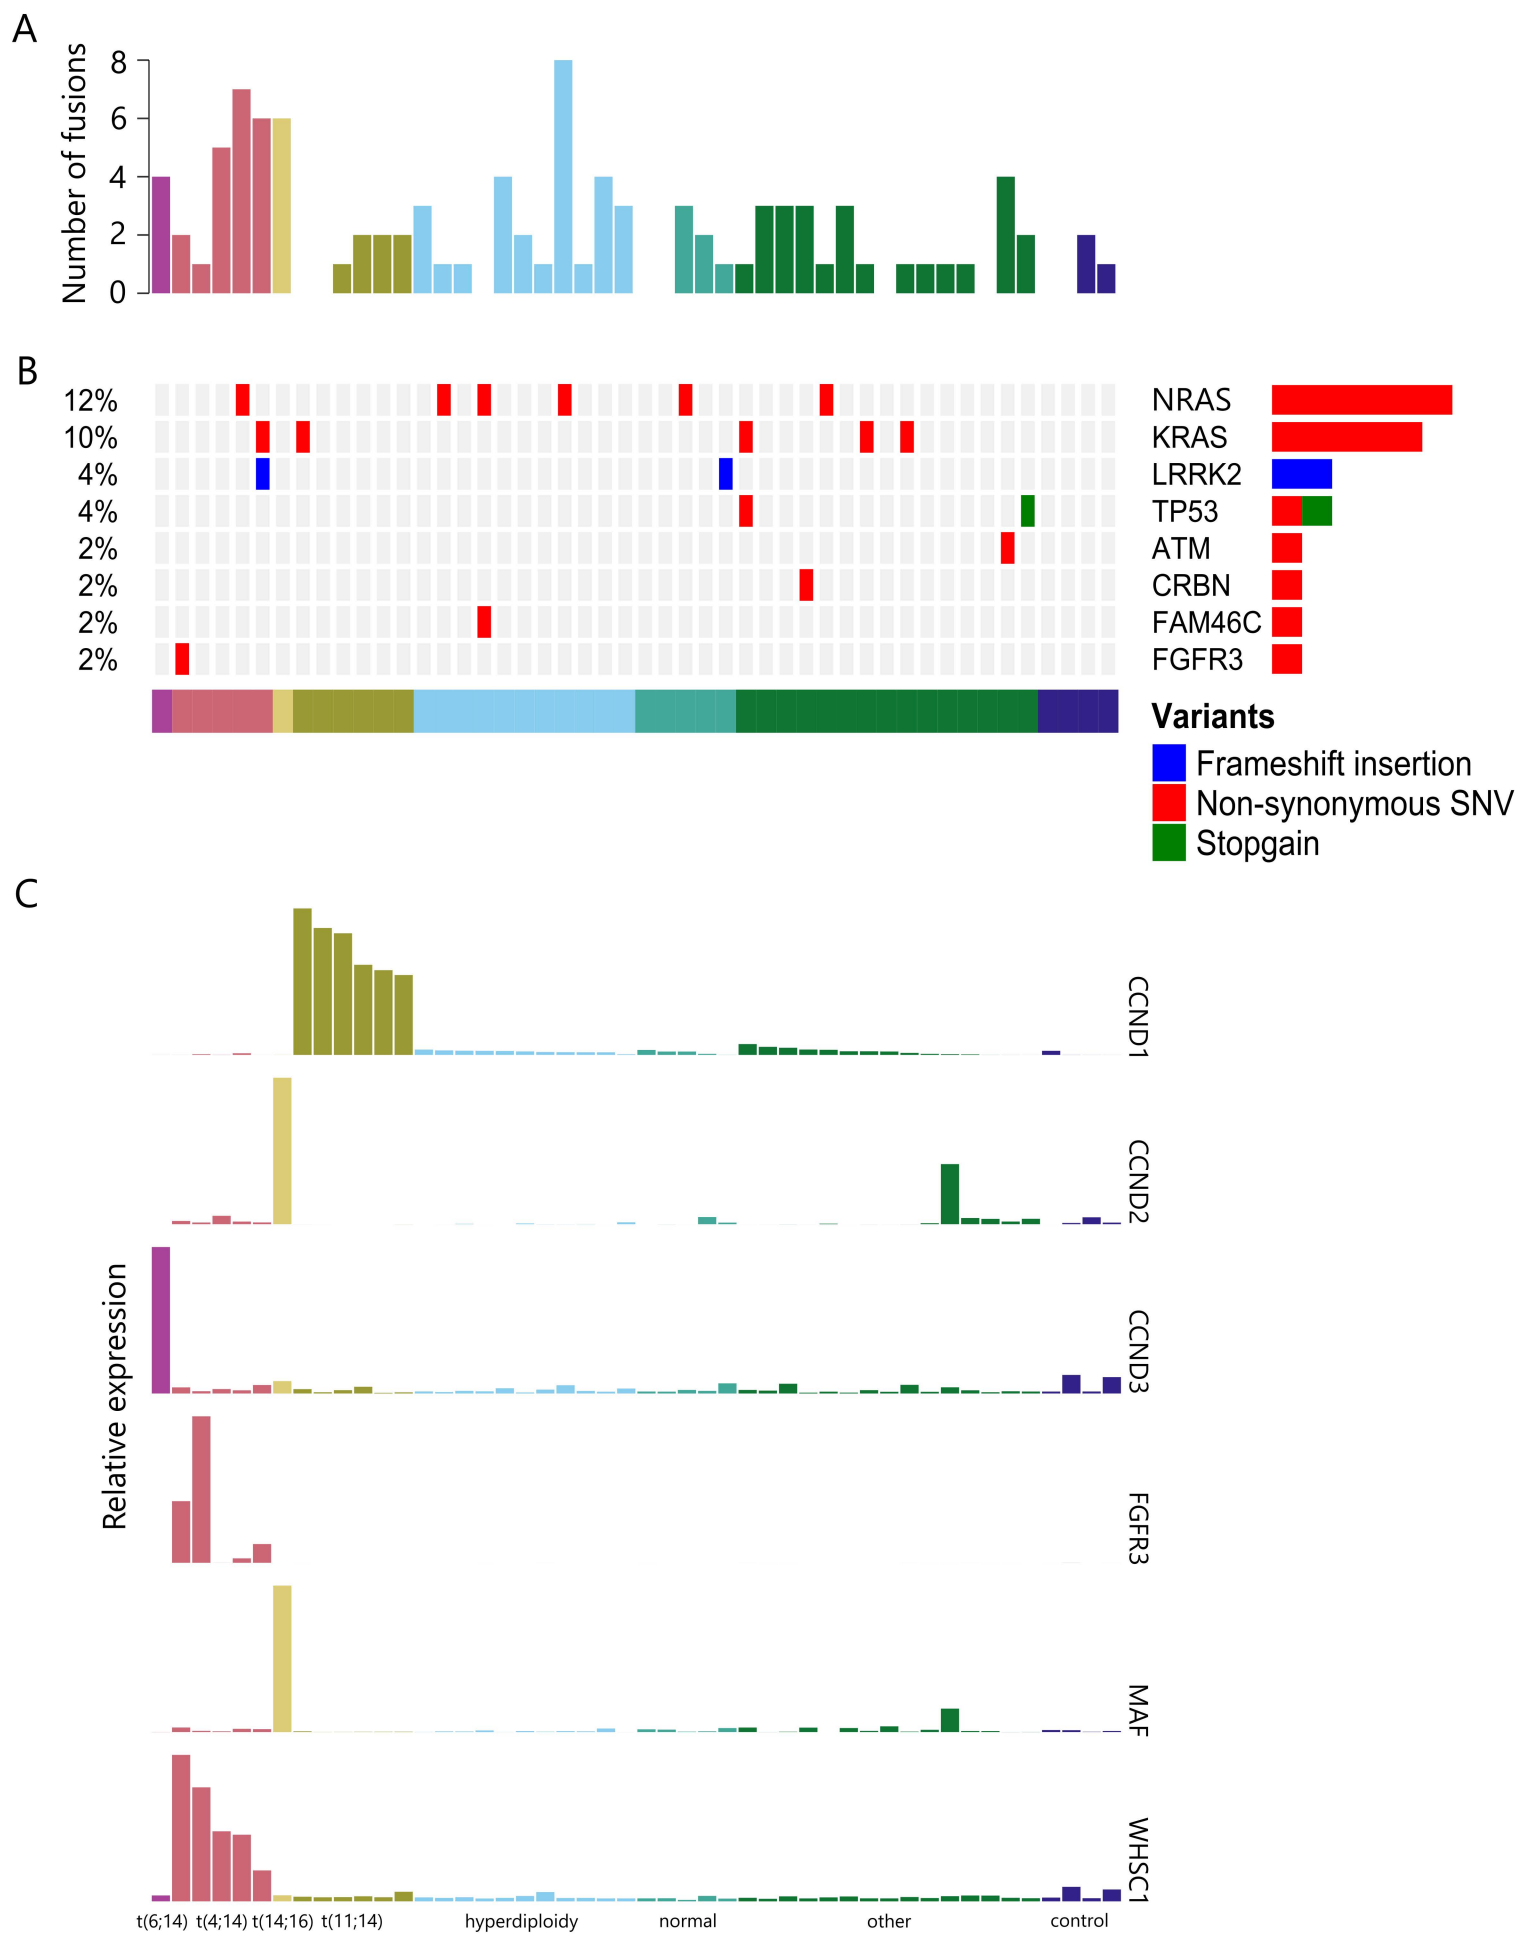 A
Number of fusions
8
6
4
2
0
B
12% NRAS
10% KRAS
4% LRRK2
4% TP53
2% ATM
2% CRBN
2% FAM46C
2% FGFR3
Variants
Frameshift insertion
Non-synonymous SNV
Stopgain
C
Relative expression
CCND1
CCND2
CCND3
FGFR3
MAF
WHSC1
t(6;14) t(4;14) t(14;16) t(11;14) hyperdiploidy normal other control